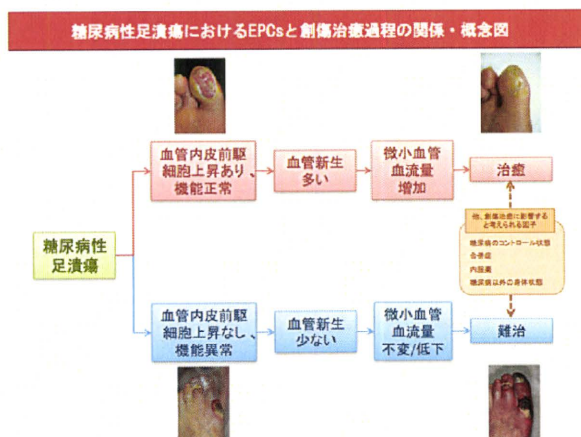 糖尿病性足潰瘍におけるEPCsと創傷治癒過程の関係・概念図
血管内皮前駆
細胞上昇あり、
機能正常
血管新生
多い
微小血管
血流量
増加
治癒
糖尿病性
足潰瘍
他、創傷治癒に影響する
と考えられる因子
糖尿病のコントロール状態
合併症
内服薬
糖尿病以外の身体状態
血管内皮前駆
細胞上昇なし、
機能異常
血管新生
少ない
微小血管
血流量
不変/低下
難治